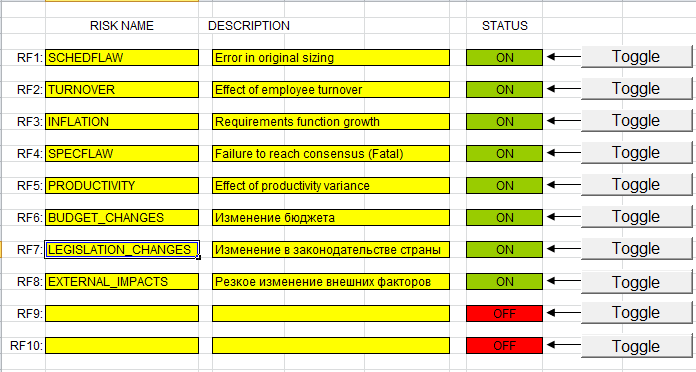 RISK NAME DESCRIPTION STATUS
RF1: SCHEDFLAW Error in original sizing ON Toggle
RF2: TURNOVER Effect of employee turnover ON Toggle
RF3: INFLATION Requirements function growth ON Toggle
RF4: SPECFLAW Failure to reach consensus (Fatal) ON Toggle
RF5: PRODUCTIVITY Effect of productivity variance ON Toggle
RF6: BUDGET_CHANGES Изменение бюджета ON Toggle
RF7: LEGISLATION_CHANGES Изменение в законодательстве страны ON Toggle
RF8: EXTERNAL_IMPACTS Резкое изменение внешних факторов ON Toggle
RF9: OFF Toggle
RF10: OFF Toggle